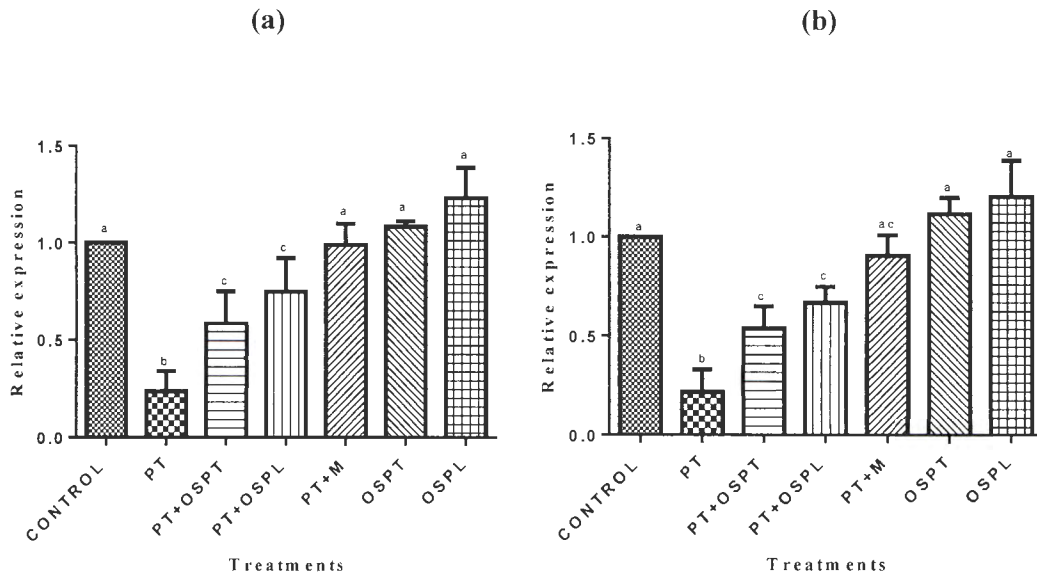 (a)
Relative expression
1.5
1.0
0.5
0.0
a
b
c
c
a
a
a
CONTROL
PT
PT+OSPT
PT+OSPL
PT+M
OSPT
OSPL
Treatments
(b)
Relative expression
1.5
1.0
0.5
0.0
a
b
c
c
ac
a
a
CONTROL
PT
PT+OSPT
PT+OSPL
PT+M
OSPT
OSPL
Treatments